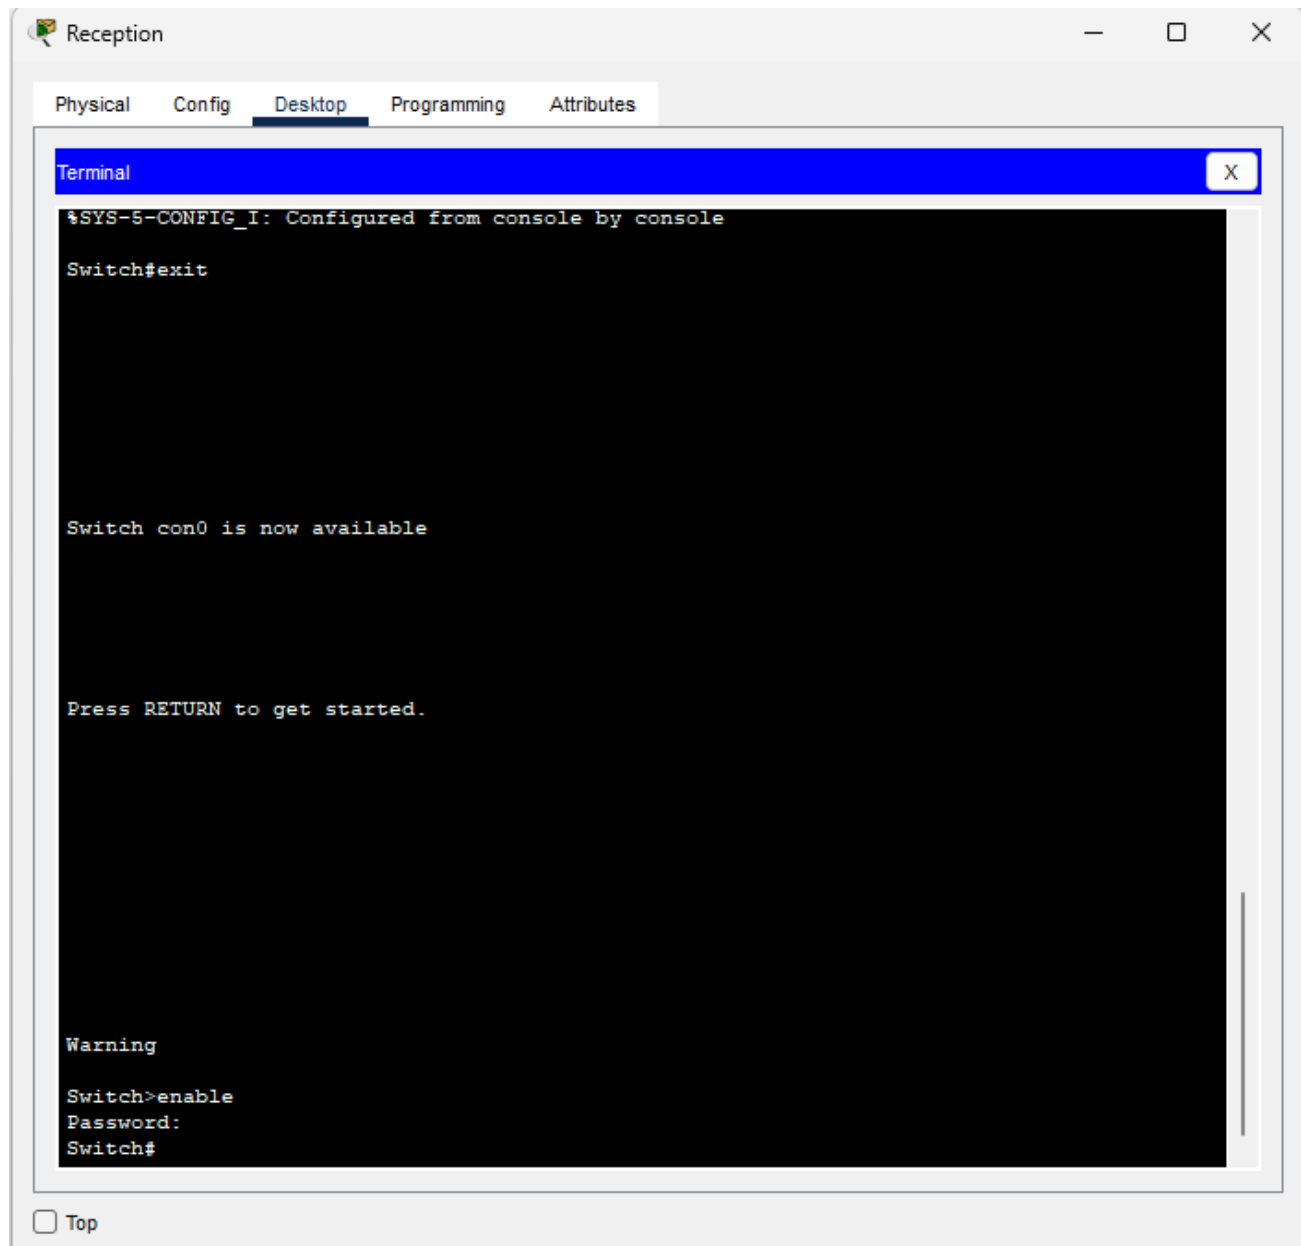 Reception
Physical Config Desktop Programming Attributes
Terminal
X
%SYS-5-CONFIG_I: Configured from console by console
Switch#exit
Switch con0 is now available
Press RETURN to get started.
Warning
Switch>enable
Password:
Switch#
Top